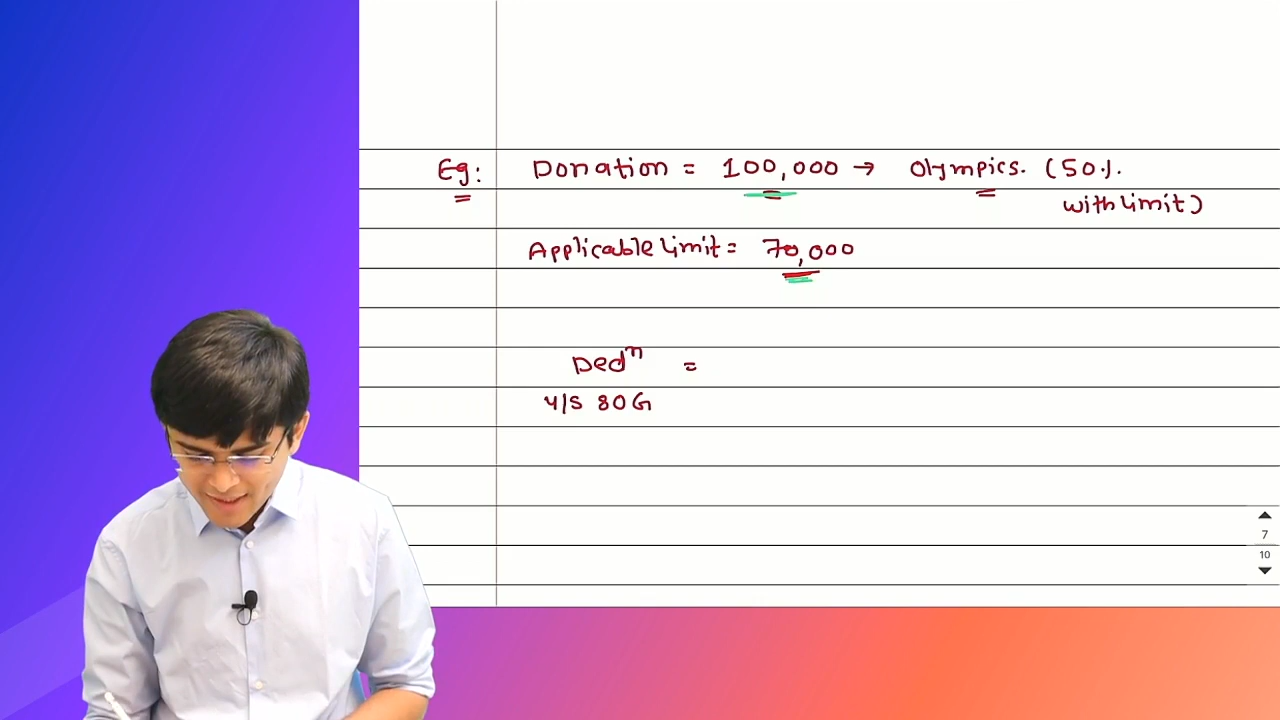 Eg: Donation = 100,000 → Olympics. (50%.
with limit)
Applicable limit = 70,000
Dedⁿ =
u/s 80G
7
10